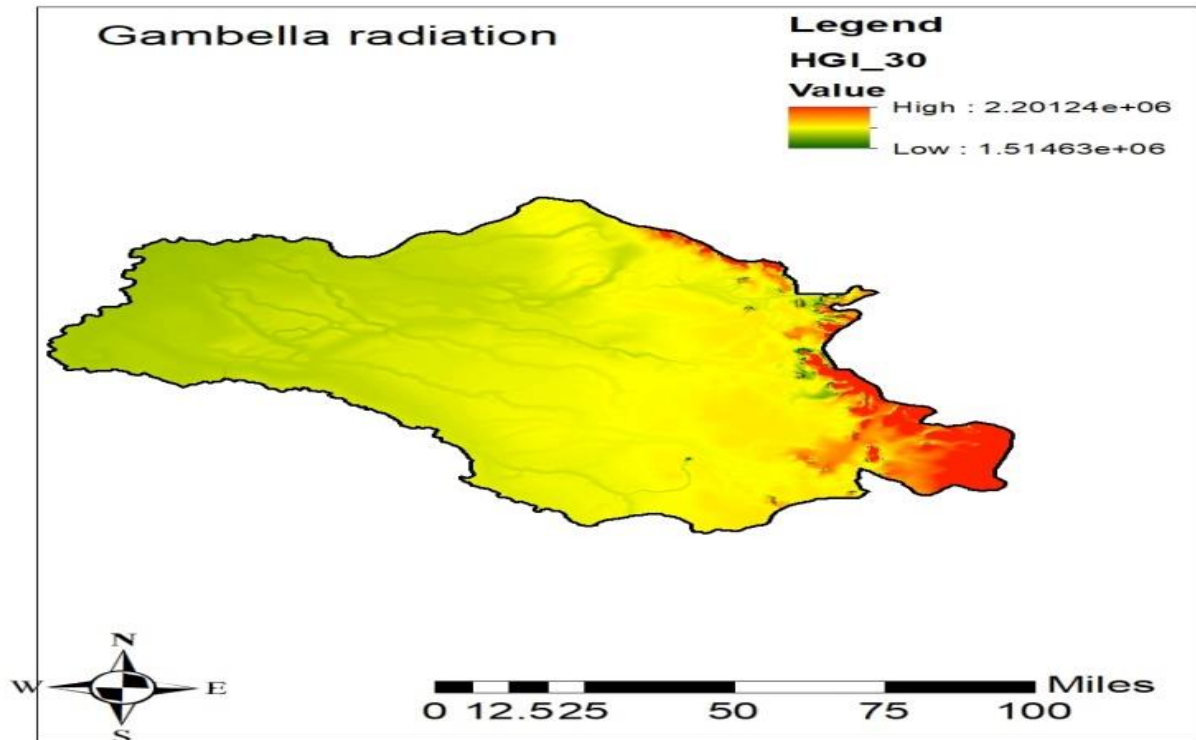 Gambella radiation
Legend
HGI_30
Value
High : 2.20124e+06
Low : 1.51463e+06
N
W E
S
Miles
0 12.525 50 75 100